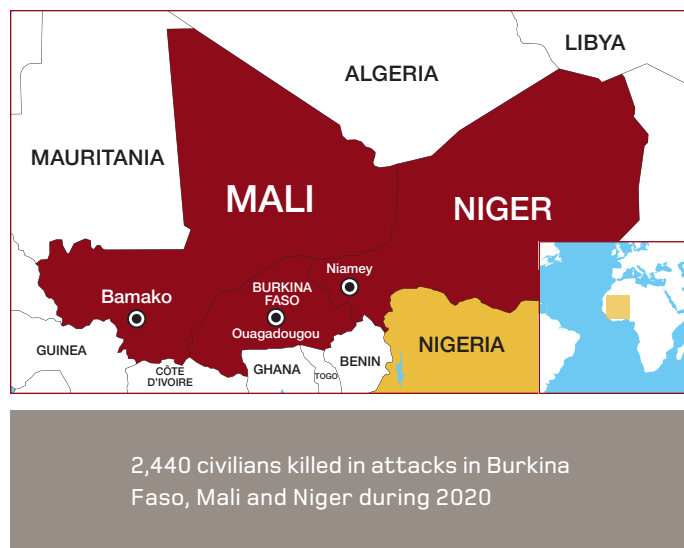 LIBYA
ALGERIA
MAURITANIA
MALI
NIGER
Niamey
BURKINA
FASO
Bamako
Ouagadougou
GUINEA
CÔTE
D'IVOIRE
GHANA
TOGO
BENIN
NIGERIA
2,440 civilians killed in attacks in Burkina
Faso, Mali and Niger during 2020